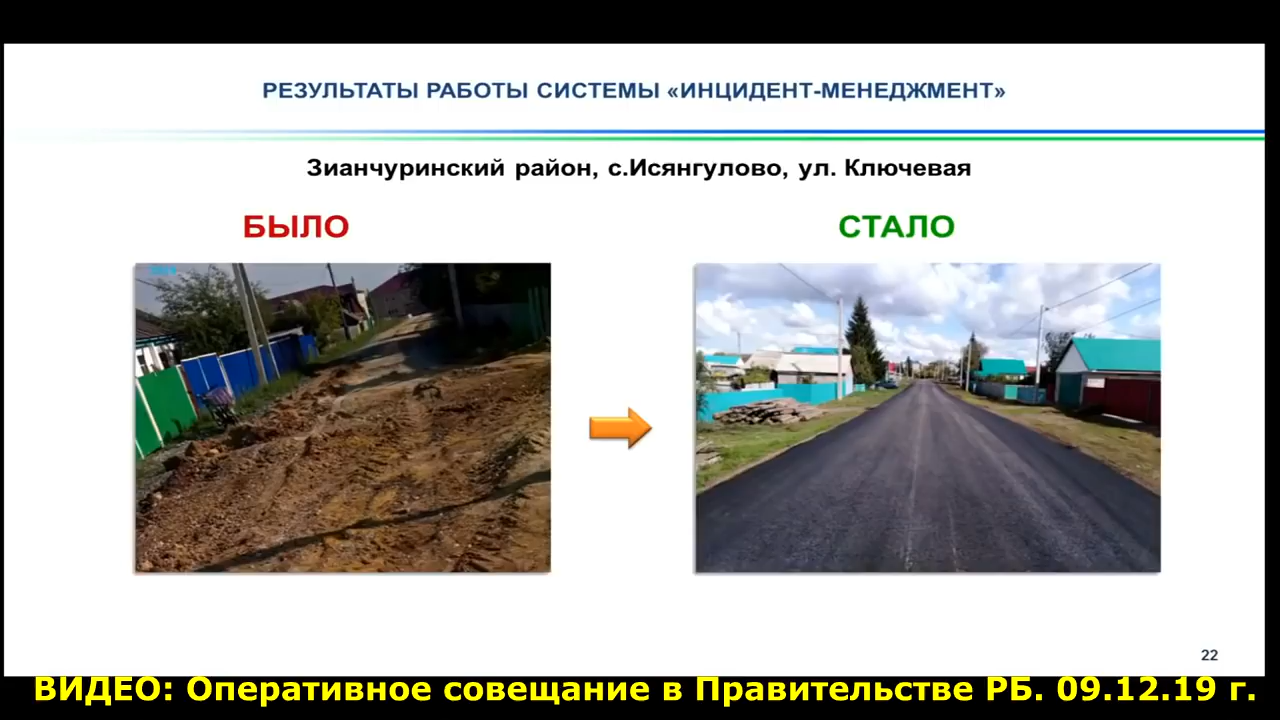 РЕЗУЛЬТАТЫ РАБОТЫ СИСТЕМЫ «ИНЦИДЕНТ-МЕНЕДЖМЕНТ»
Зианчуринский район, с.Исянгулово, ул. Ключевая
БЫЛО
СТАЛО
22
ВИДЕО: Оперативное совещание в Правительстве РБ. 09.12.19 г.